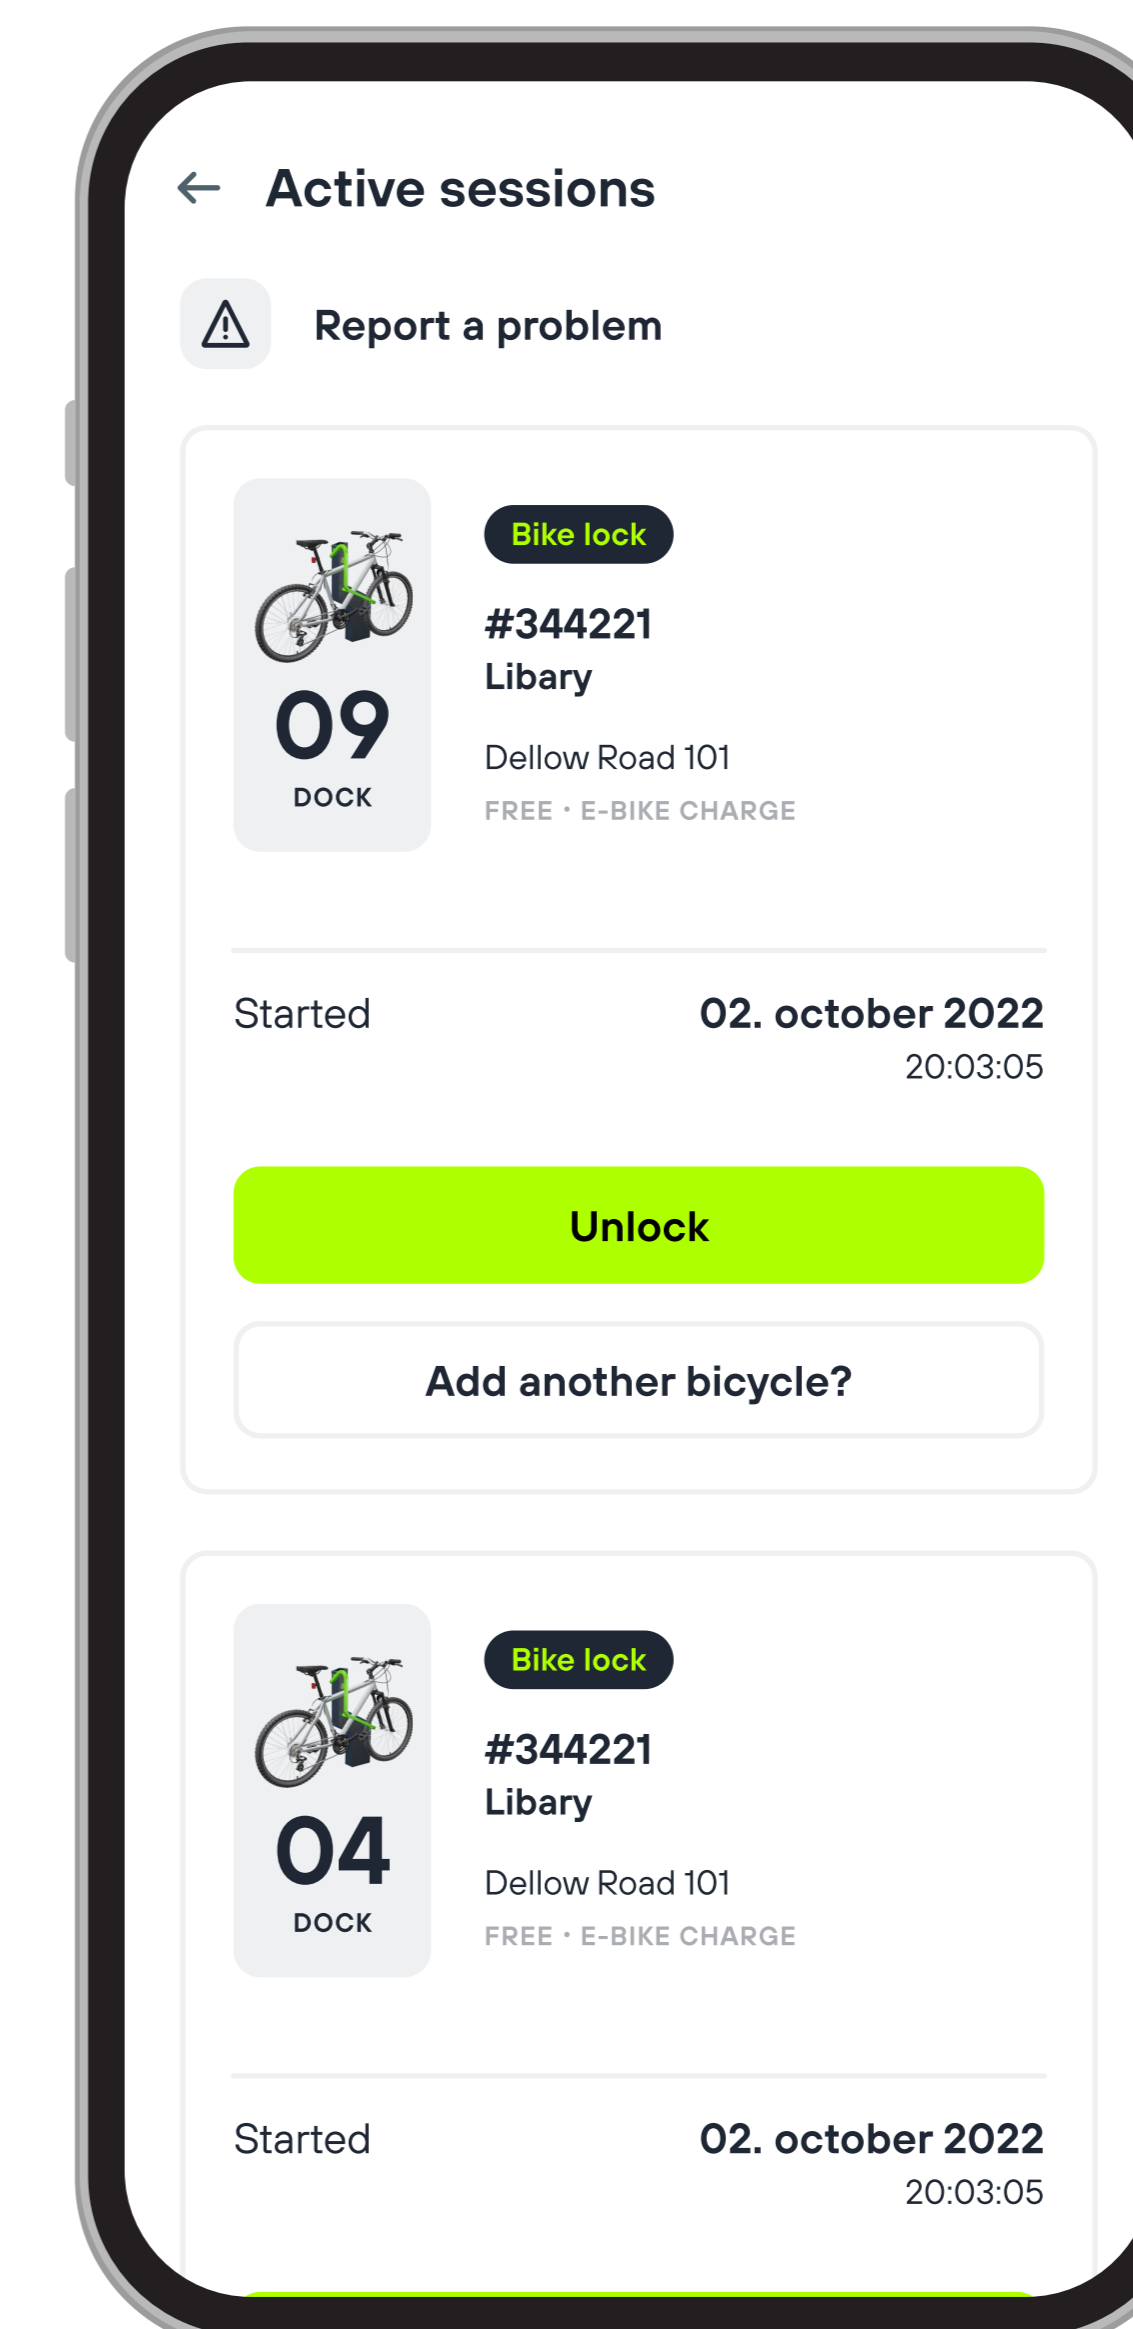 Active sessions
Report a problem
Bike lock
#344221
Libary
Dellow Road 101
FREE · E-BIKE CHARGE
09
DOCK
Started
02. october 2022
20:03:05
Unlock
Add another bicycle?
Bike lock
#344221
Libary
Dellow Road 101
FREE · E-BIKE CHARGE
04
DOCK
Started
02. october 2022
20:03:05